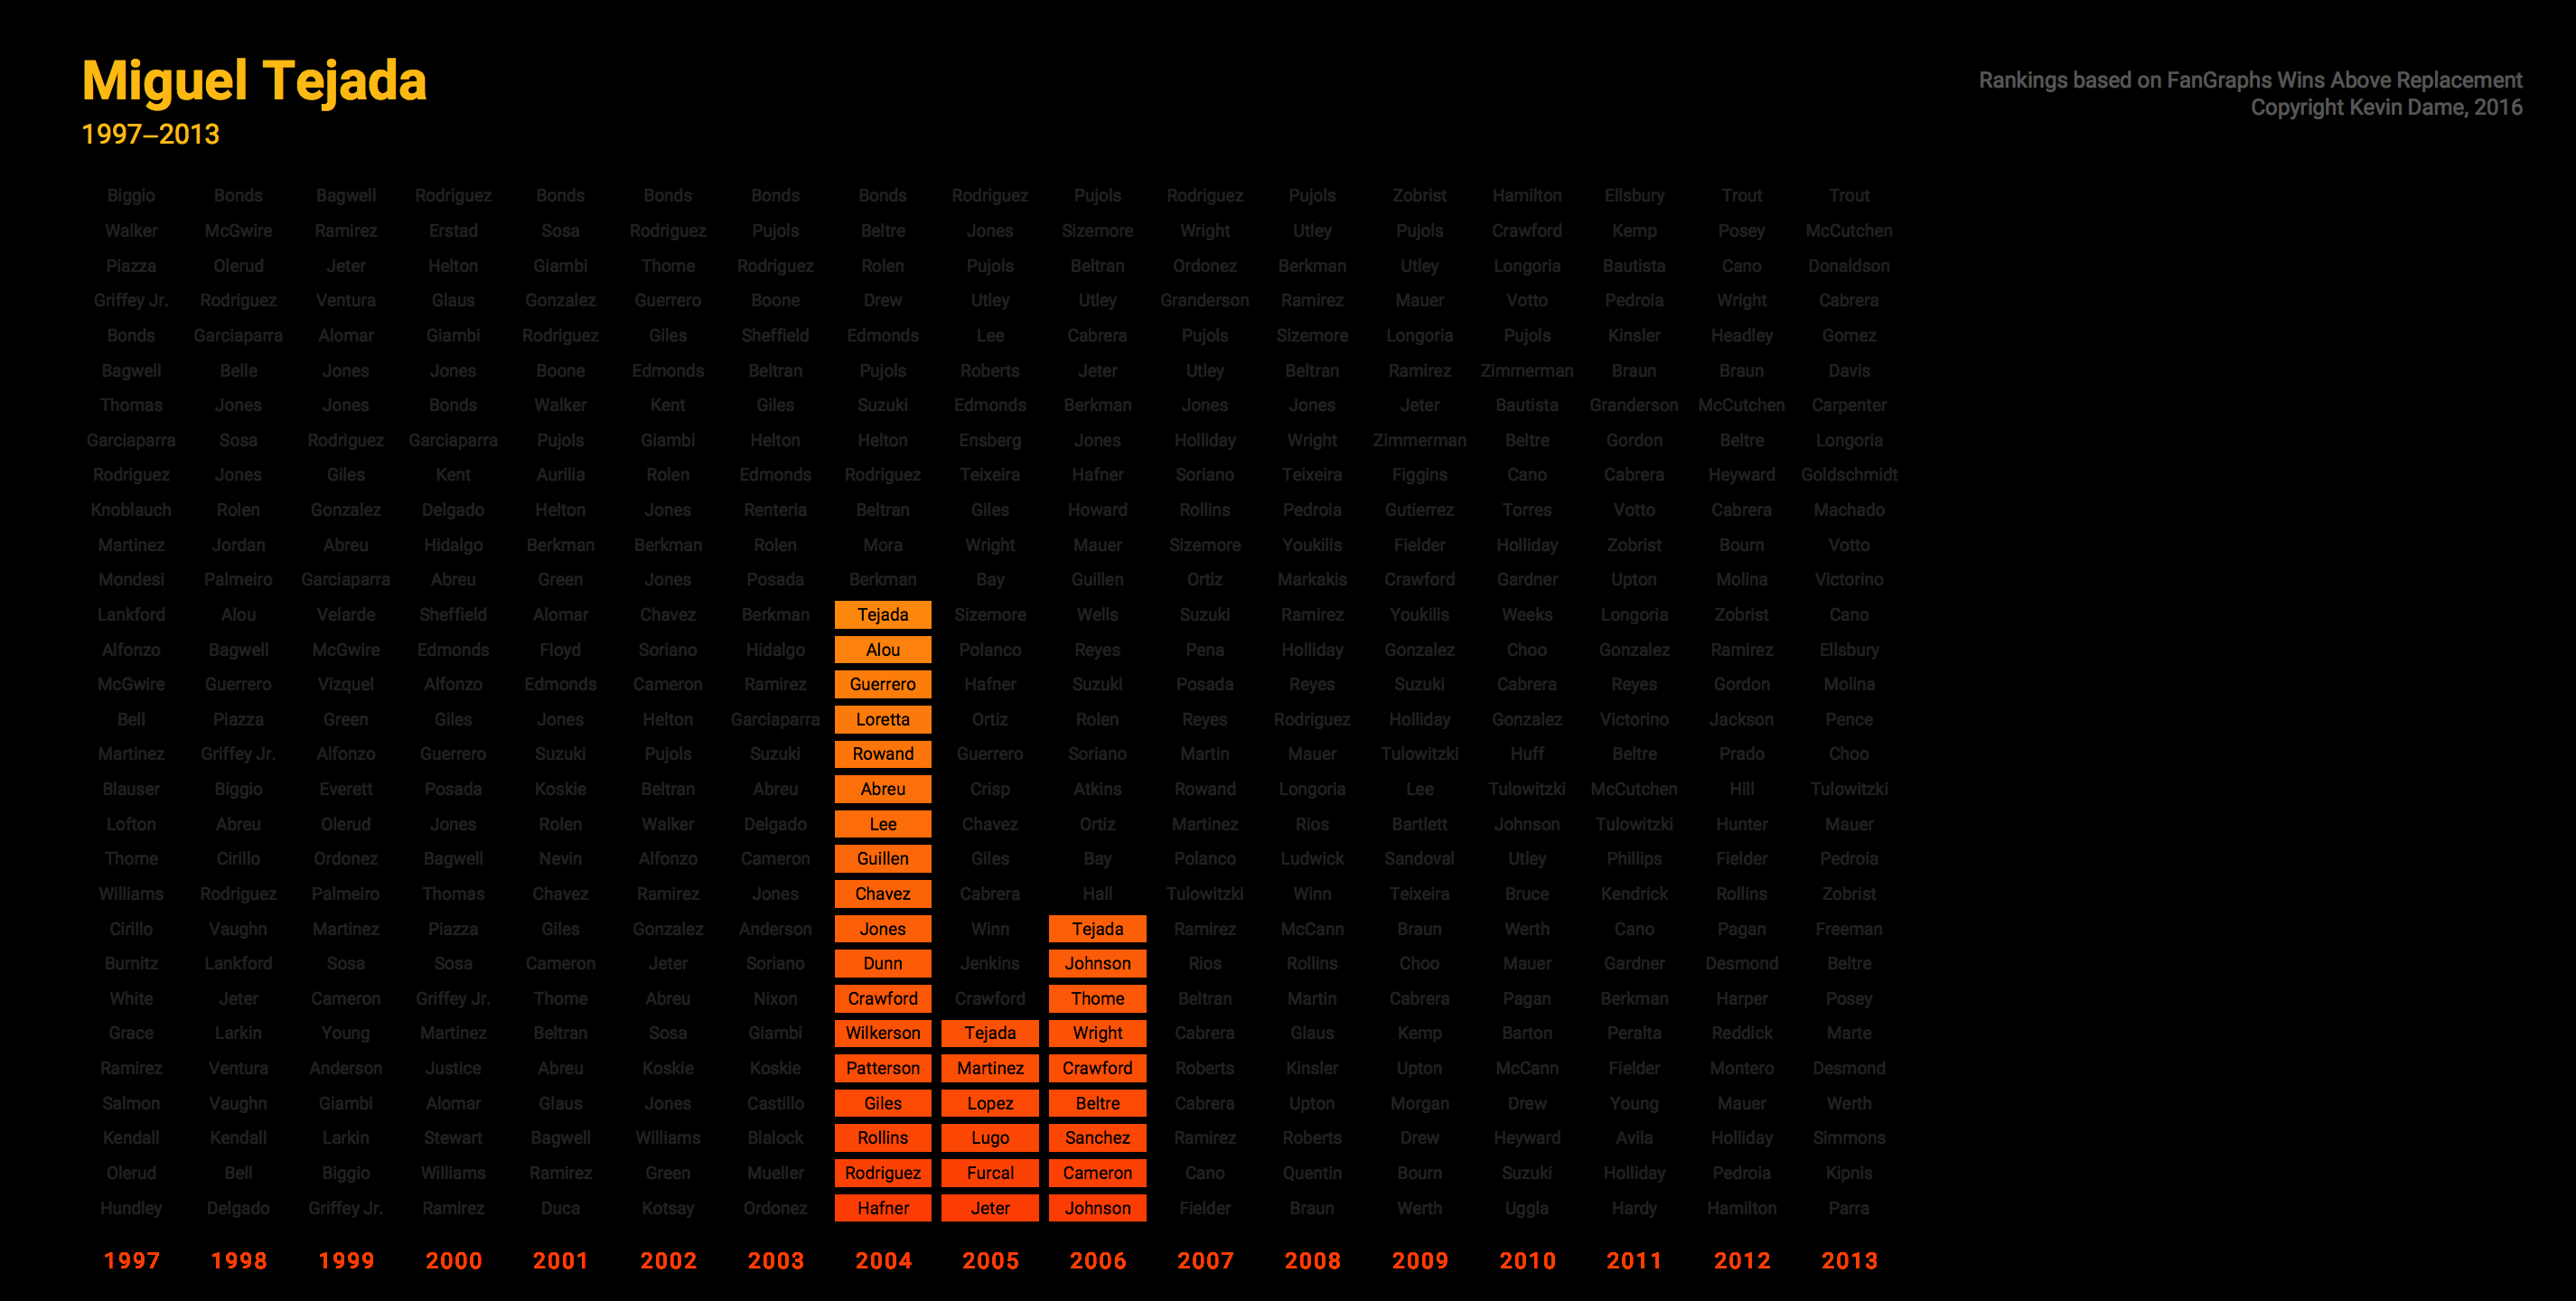 Miguel Tejada
1997–2013
Rankings based on FanGraphs Wins Above Replacement
Copyright Kevin Dame, 2016
Biggio Bonds Bagwell Rodriguez Bonds Bonds Bonds Bonds Rodriguez Pujols Rodriguez Pujols Zobrist Hamilton Ellsbury Trout Trout
Walker McGwire Ramirez Erstad Sosa Rodriguez Pujols Beltre Jones Sizemore Wright Utley Pujols Crawford Kemp Posey McCutchen
Piazza Olerud Jeter Helton Giambi Thome Rodriguez Rolen Pujols Beltran Ordonez Berkman Utley Longoria Bautista Cano Donaldson
Griffey Jr. Rodriguez Ventura Glaus Gonzalez Guerrero Boone Drew Utley Utley Granderson Ramirez Mauer Votto Pedroia Wright Cabrera
Bonds Garciaparra Alomar Giambi Rodriguez Giles Sheffield Edmonds Lee Cabrera Pujols Sizemore Longoria Pujols Kinsler Headley Gomez
Bagwell Belle Jones Jones Boone Edmonds Beltran Pujols Roberts Jeter Utley Beltran Ramirez Zimmerman Braun Braun Davis
Thomas Jones Jones Bonds Walker Kent Giles Suzuki Edmonds Berkman Jones Jones Jeter Bautista Granderson McCutchen Carpenter
Garciaparra Sosa Rodriguez Garciaparra Pujols Giambi Helton Helton Ensberg Jones Holliday Wright Zimmerman Beltre Gordon Beltre Longoria
Rodriguez Jones Giles Kent Aurilia Rolen Edmonds Rodriguez Teixeira Hafner Soriano Teixeira Figgins Cano Cabrera Heyward Goldschmidt
Knoblauch Rolen Gonzalez Delgado Helton Jones Renteria Beltran Giles Howard Rollins Pedroia Gutierrez Torres Votto Cabrera Machado
Martinez Jordan Abreu Hidalgo Berkman Berkman Rolen Mora Wright Mauer Sizemore Youkilis Fielder Holliday Zobrist Bourn Votto
Mondesi Palmeiro Garciaparra Abreu Green Jones Posada Berkman Bay Guillen Ortiz Markakis Crawford Gardner Upton Molina Victorino
Lankford Alou Velarde Sheffield Alomar Chavez Berkman Tejada Sizemore Wells Suzuki Ramirez Youkilis Weeks Longoria Zobrist Cano
Alfonzo Bagwell McGwire Edmonds Floyd Soriano Hidalgo Alou Polanco Reyes Pena Holliday Gonzalez Choo Gonzalez Ramirez Ellsbury
McGwire Guerrero Vizquel Alfonzo Edmonds Cameron Ramirez Guerrero Hafner Suzuki Posada Reyes Suzuki Cabrera Reyes Gordon Molina
Bell Piazza Green Giles Jones Helton Garciaparra Loretta Ortiz Rolen Reyes Rodriguez Holliday Gonzalez Victorino Jackson Pence
Martinez Griffey Jr. Alfonzo Guerrero Suzuki Pujols Suzuki Rowand Guerrero Soriano Martin Mauer Tulowitzki Huff Beltre Prado Choo
Blauser Biggio Everett Posada Koskie Beltran Abreu Abreu Crisp Atkins Rowand Longoria Lee Tulowitzki McCutchen Hill Tulowitzki
Lofton Abreu Olerud Jones Rolen Walker Delgado Lee Chavez Ortiz Martinez Rios Bartlett Johnson Tulowitzki Hunter Mauer
Thome Cirillo Ordonez Bagwell Nevin Alfonzo Cameron Guillen Giles Bay Polanco Ludwick Sandoval Utley Phillips Fielder Pedroia
Williams Rodriguez Palmeiro Thomas Chavez Ramirez Jones Chavez Cabrera Hall Tulowitzki Winn Teixeira Bruce Kendrick Rollins Zobrist
Cirillo Vaughn Martinez Piazza Giles Gonzalez Anderson Jones Winn Tejada Ramirez McCann Braun Werth Cano Pagan Freeman
Burnitz Lankford Sosa Sosa Cameron Jeter Soriano Dunn Jenkins Johnson Rios Rollins Choo Mauer Gardner Desmond Beltre
White Jeter Cameron Griffey Jr. Thome Abreu Nixon Crawford Crawford Thome Beltran Martin Cabrera Pagan Berkman Harper Posey
Grace Larkin Young Martinez Beltran Sosa Giambi Wilkerson Tejada Wright Cabrera Glaus Kemp Barton Peralta Reddick Marte
Ramirez Ventura Anderson Justice Abreu Koskie Koskie Patterson Martinez Crawford Roberts Kinsler Upton McCann Fielder Montero Desmond
Salmon Vaughn Giambi Alomar Glaus Jones Castillo Giles Lopez Beltre Cabrera Upton Morgan Drew Young Mauer Werth
Kendall Kendall Larkin Stewart Bagwell Williams Blalock Rollins Lugo Sanchez Ramirez Roberts Drew Heyward Avila Holliday Simmons
Olerud Bell Biggio Williams Ramirez Green Mueller Rodriguez Furcal Cameron Cano Quentin Bourn Suzuki Holliday Pedroia Kipnis
Hundley Delgado Griffey Jr. Ramirez Duca Kotsay Ordonez Hafner Jeter Johnson Fielder Braun Werth Uggla Hardy Hamilton Parra
1997 1998 1999 2000 2001 2002 2003 2004 2005 2006 2007 2008 2009 2010 2011 2012 2013